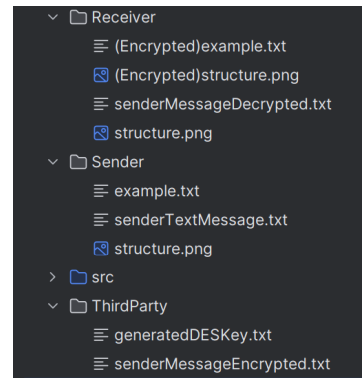 Receiver
(Encrypted)example.txt
(Encrypted)structure.png
senderMessageDecrypted.txt
structure.png
Sender
example.txt
senderTextMessage.txt
structure.png
src
ThirdParty
generatedDESKey.txt
senderMessageEncrypted.txt